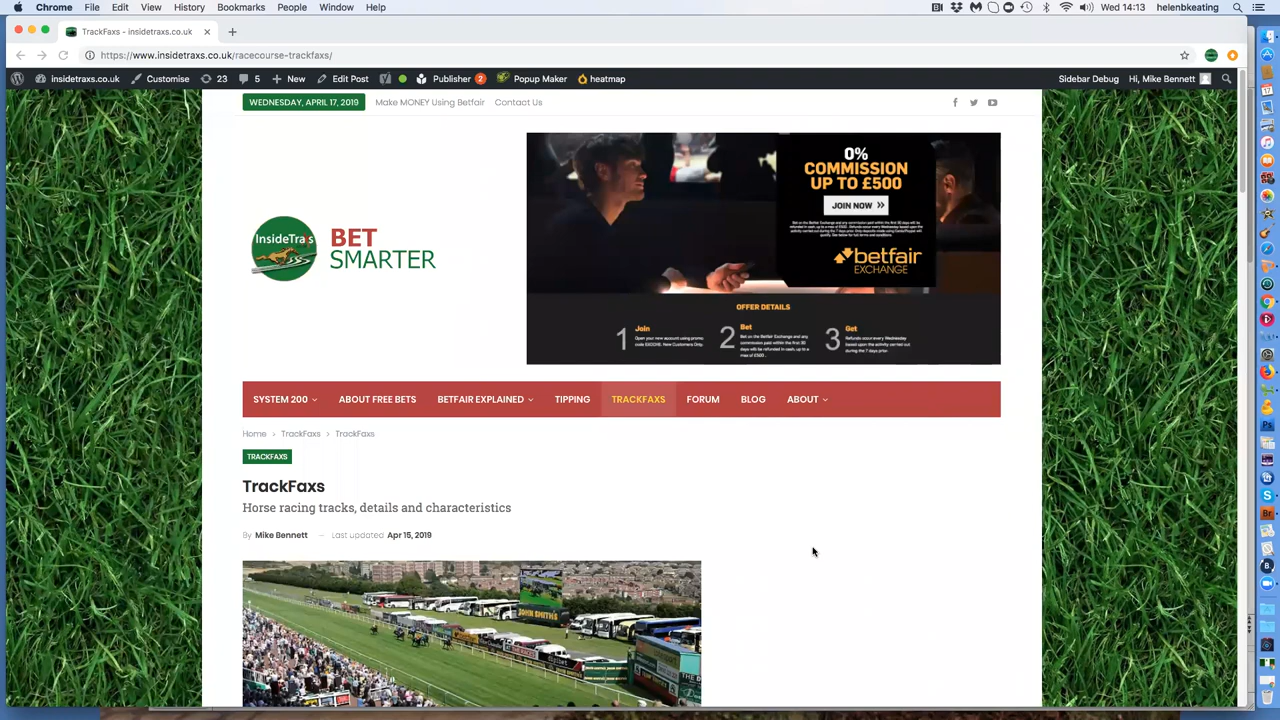 Chrome File Edit View History Bookmarks People Window Help Wed 14:13 helenbeating
TrackFaxs - insidetraxs.co.uk
https://www.insidetraxs.co.uk/racecourse-trackfaxs/
insidetraxs.co.uk Customise 23 5 New Edit Post Publisher 2 Popup Maker heatmap Sidebar Debug Hi, Mike Bennett
WEDNESDAY, APRIL 17, 2019 Make MONEY Using Betfair Contact Us
0%
COMMISSION
UP TO £500
JOIN NOW
betfair
EXCHANGE
InsideTraxs
BET
SMARTER
OFFER DETAILS
1 Join
2 Bet
3 Get
SYSTEM 200 ABOUT FREE BETS BETFAIR EXPLAINED TIPPING TRACKFAXS FORUM BLOG ABOUT
Home > TrackFaxs > TrackFaxs
TRACKFAXS
TrackFaxs
Horse racing tracks, details and characteristics
By Mike Bennett — Last updated Apr 15, 2019
JOHN SMITH'S